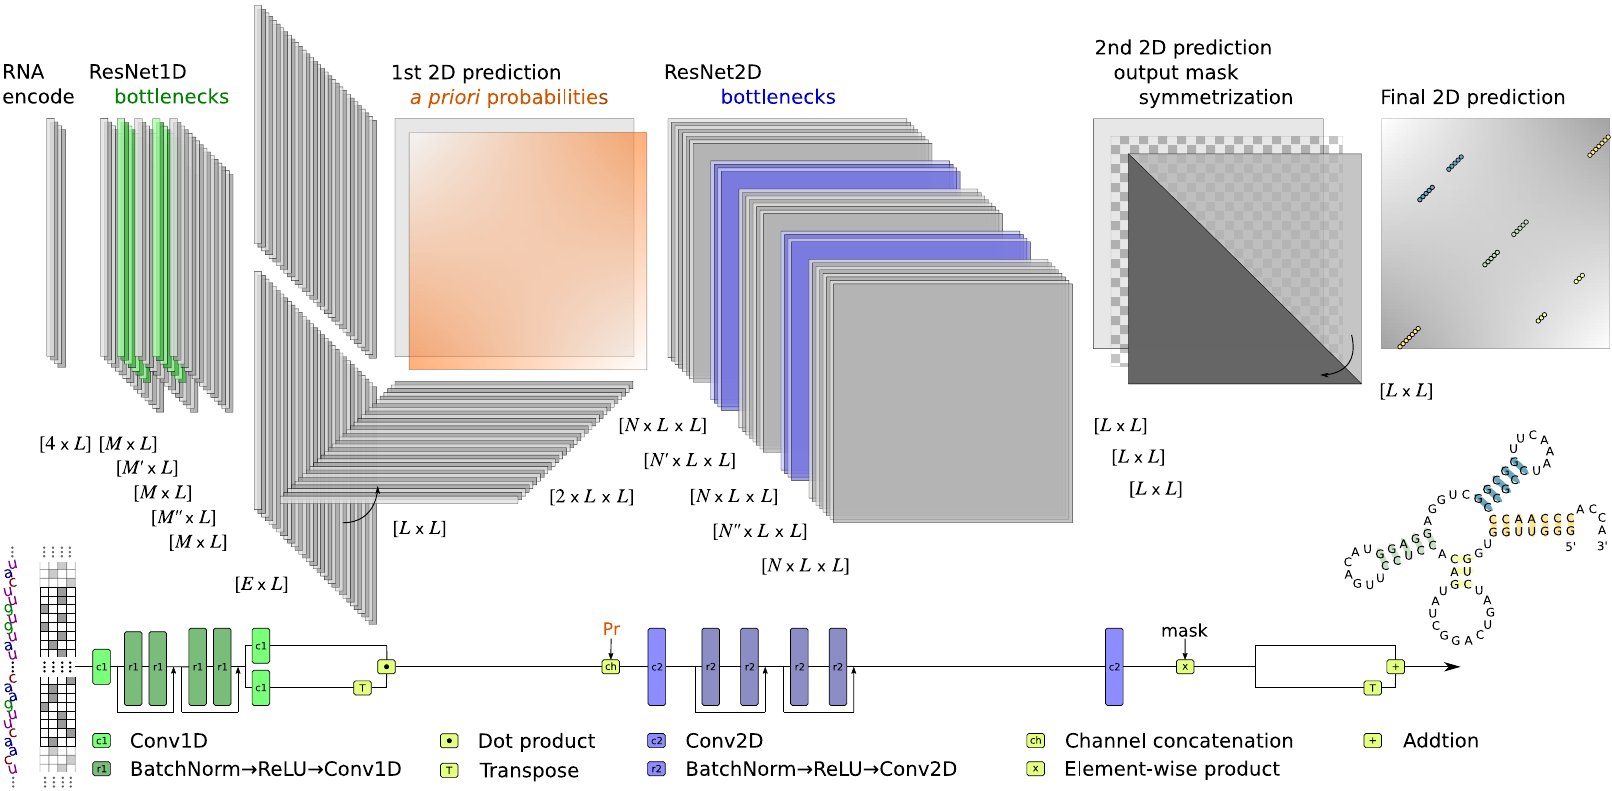 RNA
encode
ResNet1D
bottlenecks
1st 2D prediction
a priori probabilities
ResNet2D
bottlenecks
2nd 2D prediction
output mask
symmetrization
Final 2D prediction
[4 x L]
[M x L]
[M′ x L]
[M x L]
[M″ x L]
[M x L]
[E x L]
[L x L]
[2 x L x L]
[N x L x L]
[N′ x L x L]
[N x L x L]
[N″ x L x L]
[N x L x L]
[L x L]
[L x L]
[L x L]
[L x L]
5'
3'
Pr
mask
c1
r1
r1
r1
r1
c1
c1
T
ch
c2
r2
r2
r2
r2
c2
x
T
+
c1 Conv1D
r1 BatchNorm→ReLU→Conv1D
• Dot product
T Transpose
c2 Conv2D
r2 BatchNorm→ReLU→Conv2D
ch Channel concatenation
x Element-wise product
+ Addtion